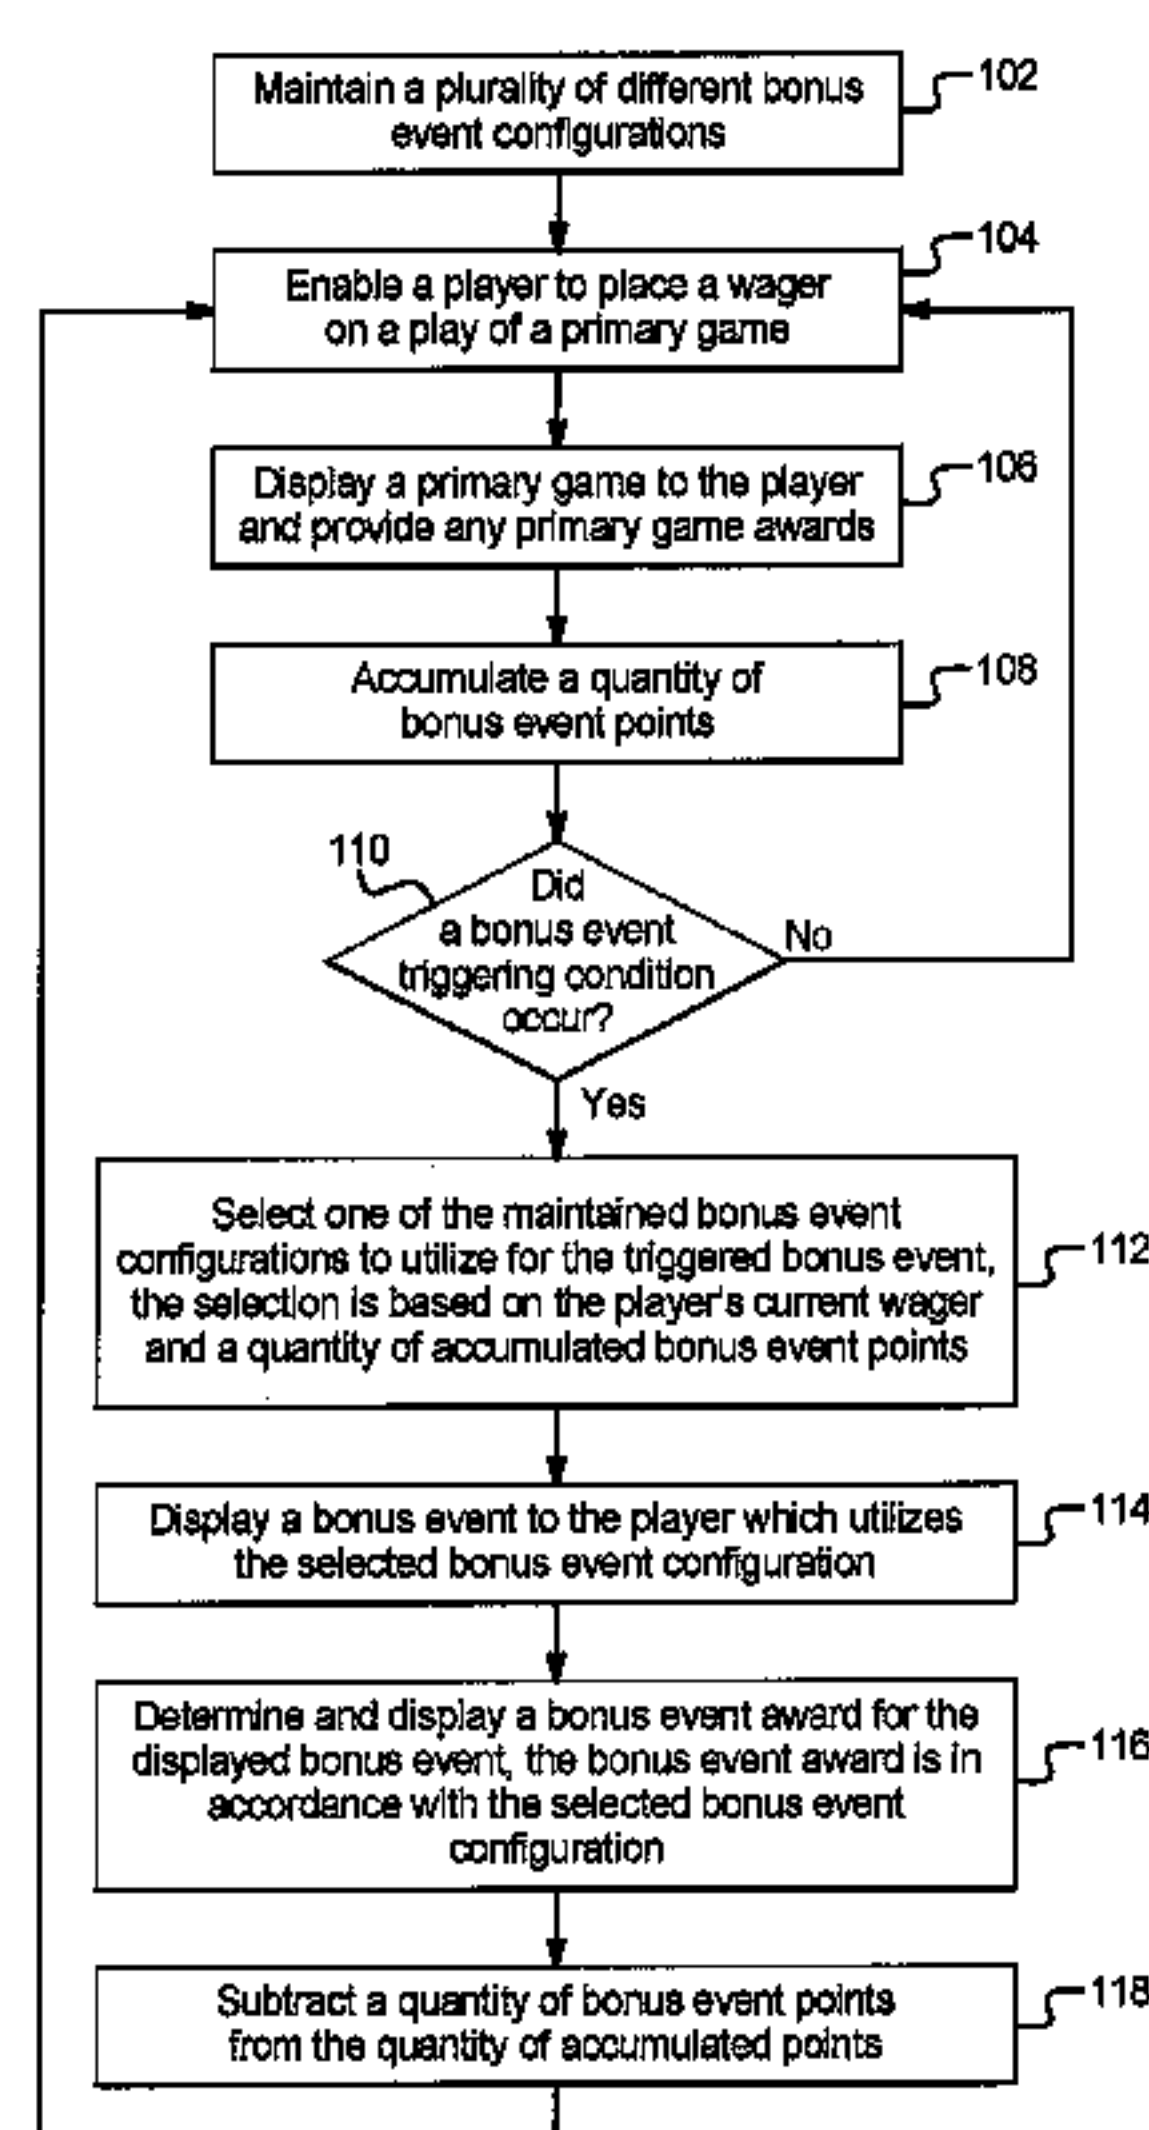 Maintain a plurality of different bonus
event configurations
102
104
Enable a player to place a wager
on a play of a primary game
106
Display a primary game to the player
and provide any primary game awards
108
Accumulate a quantity of
bonus event points
110
Did
a bonus event
triggering condition
occur?
No
Yes
Select one of the maintained bonus event
configurations to utilize for the triggered bonus event,
the selection is based on the player's current wager
and a quantity of accumulated bonus event points
112
Display a bonus event to the player which utilizes
the selected bonus event configuration
114
Determine and display a bonus event award for the
displayed bonus event, the bonus event award is in
accordance with the selected bonus event
configuration
116
Subtract a quantity of bonus event points
from the quantity of accumulated points
118